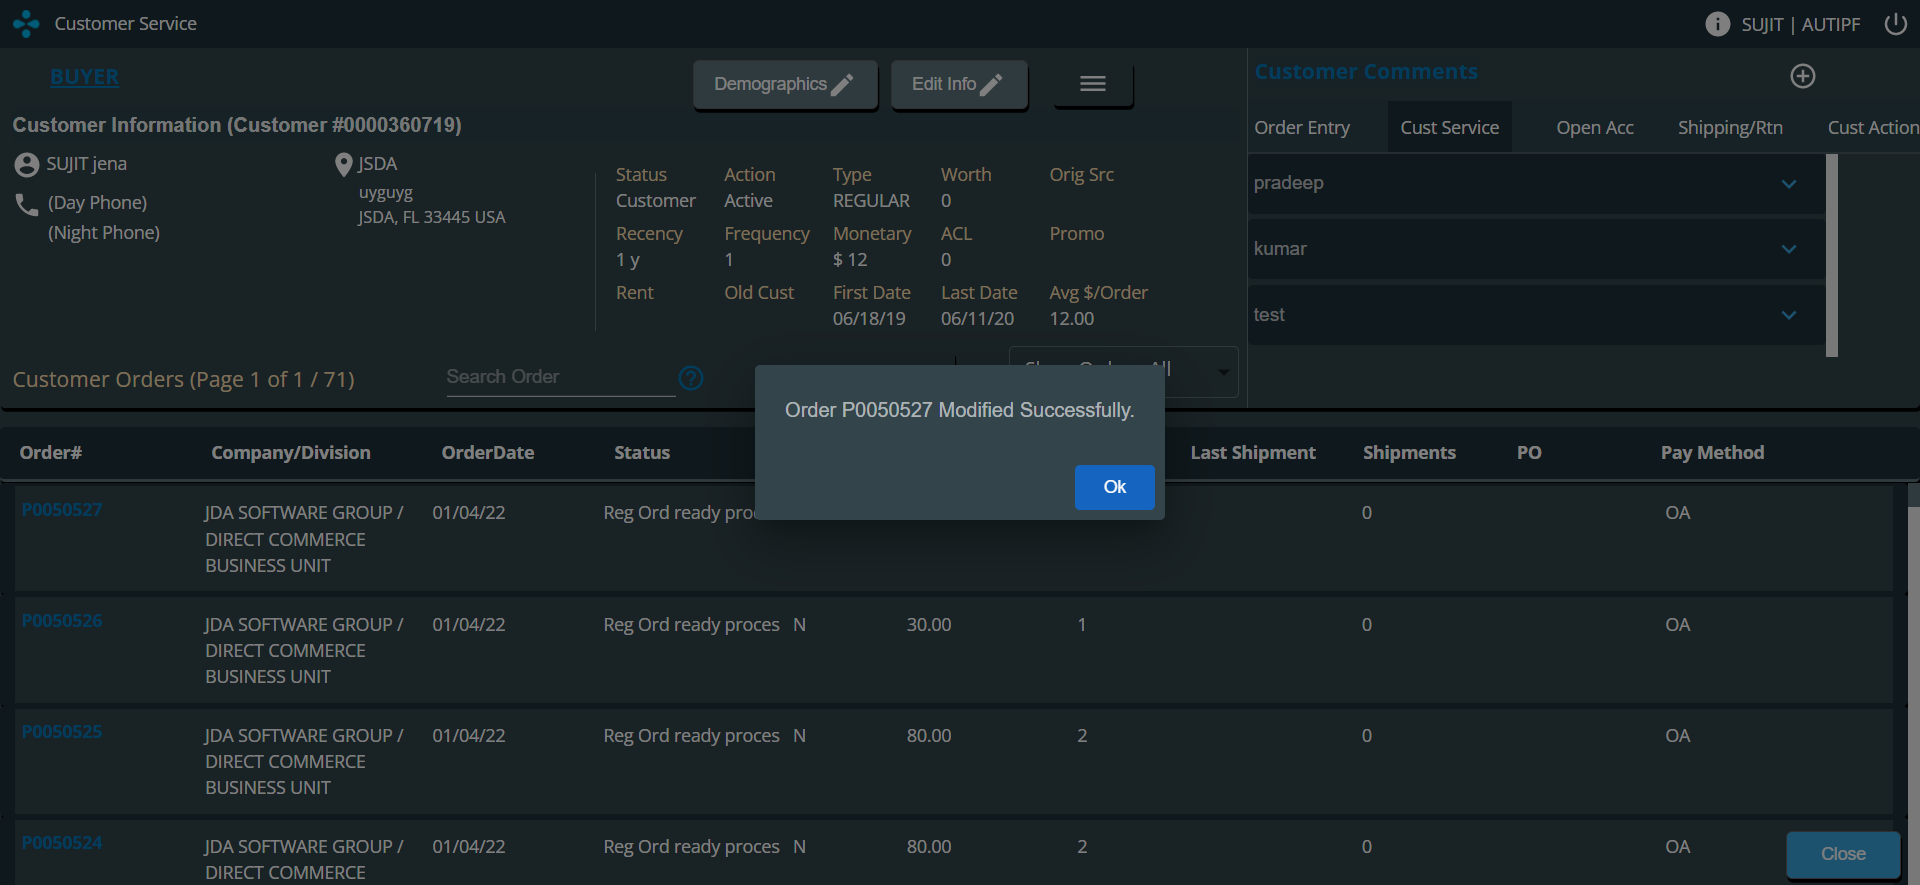 Customer Service
SUJIT | AUTIPF
BUYER
Demographics
Edit Info
Customer Information (Customer #0000360719)
SUJIT jena
(Day Phone)
(Night Phone)
JSDA
uyguyg
JSDA, FL 33445 USA
Status Action Type Worth Orig Src
Customer Active REGULAR 0
Recency Frequency Monetary ACL Promo
1 y 1 $ 12 0
Rent Old Cust First Date Last Date Avg $/Order
06/18/19 06/11/20 12.00
Customer Comments
Order Entry Cust Service Open Acc Shipping/Rtn Cust Action
pradeep
kumar
test
Customer Orders (Page 1 of 1 / 71)
Search Order
Order P0050527 Modified Successfully.
Ok
Order# Company/Division OrderDate Status Last Shipment Shipments PO Pay Method
P0050527 JDA SOFTWARE GROUP / 01/04/22 Reg Ord ready 0 OA
DIRECT COMMERCE
BUSINESS UNIT
P0050526 JDA SOFTWARE GROUP / 01/04/22 Reg Ord ready proces N 30.00 1 0 OA
DIRECT COMMERCE
BUSINESS UNIT
P0050525 JDA SOFTWARE GROUP / 01/04/22 Reg Ord ready proces N 80.00 2 0 OA
DIRECT COMMERCE
BUSINESS UNIT
P0050524 JDA SOFTWARE GROUP / 01/04/22 Reg Ord ready proces N 80.00 2 0 OA
DIRECT COMMERCE
Close